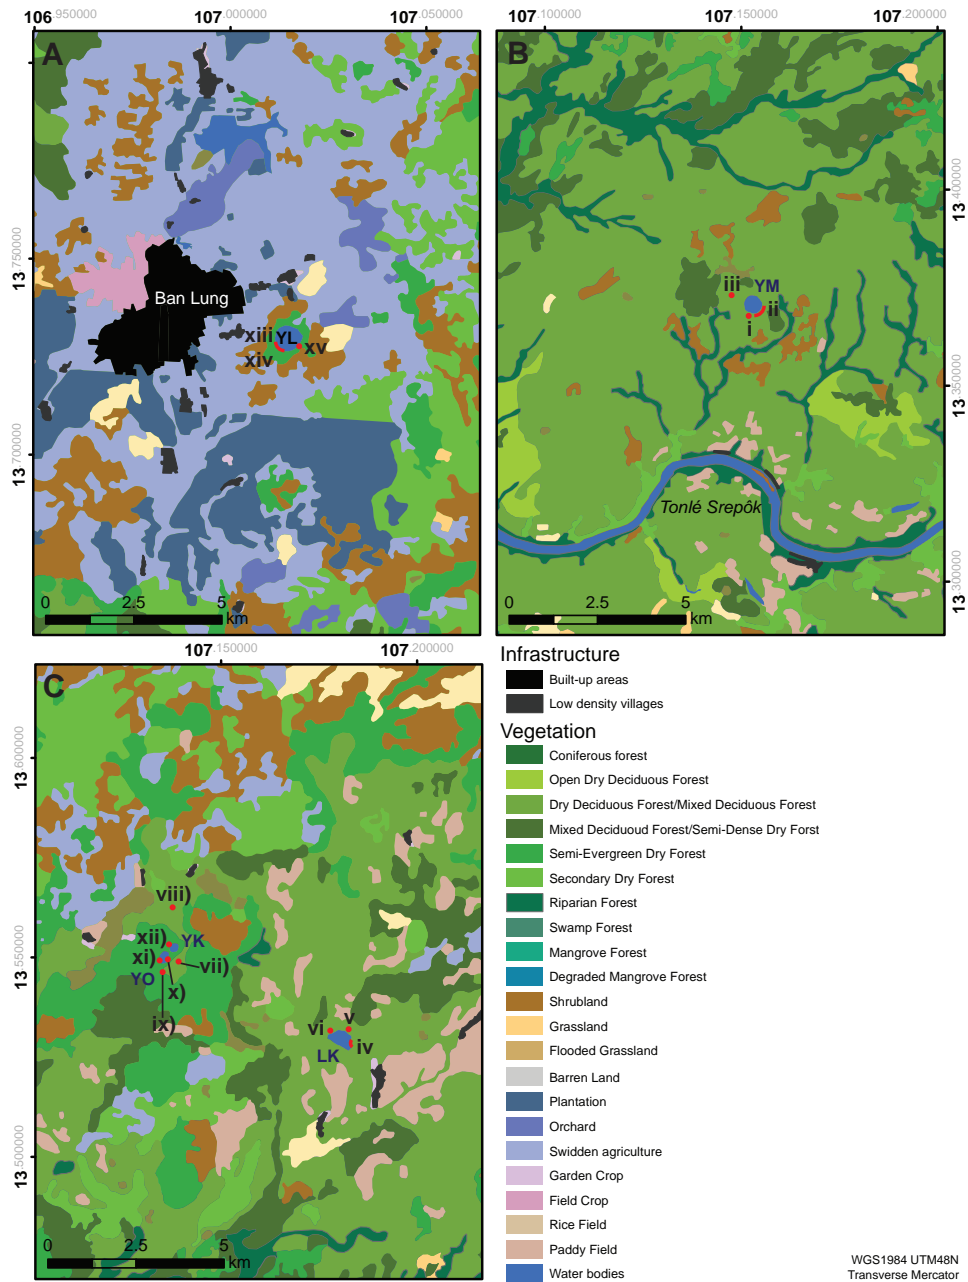 106.950000 107.000000 107.050000
107.100000 107.150000 107.200000
A
B
13.750000
13.700000
13.400000
13.350000
13.300000
Ban Lung
xiii YL
xiv
xv
iii YM
ii
i
Tonlé Srepôk
0 2.5 5 km
0 2.5 5 km
107.150000 107.200000
C
13.600000
13.550000
13.500000
viii)
xii) YK
xi) vii)
YO x)
ix)
vi v
LK iv
0 2.5 5 km
Infrastructure
Built-up areas
Low density villages
Vegetation
Coniferous forest
Open Dry Deciduous Forest
Dry Deciduous Forest/Mixed Deciduous Forest
Mixed Deciduoud Forest/Semi-Dense Dry Forst
Semi-Evergreen Dry Forest
Secondary Dry Forest
Riparian Forest
Swamp Forest
Mangrove Forest
Degraded Mangrove Forest
Shrubland
Grassland
Flooded Grassland
Barren Land
Plantation
Orchard
Swidden agriculture
Garden Crop
Field Crop
Rice Field
Paddy Field
Water bodies
WGS1984 UTM48N
Transverse Mercator